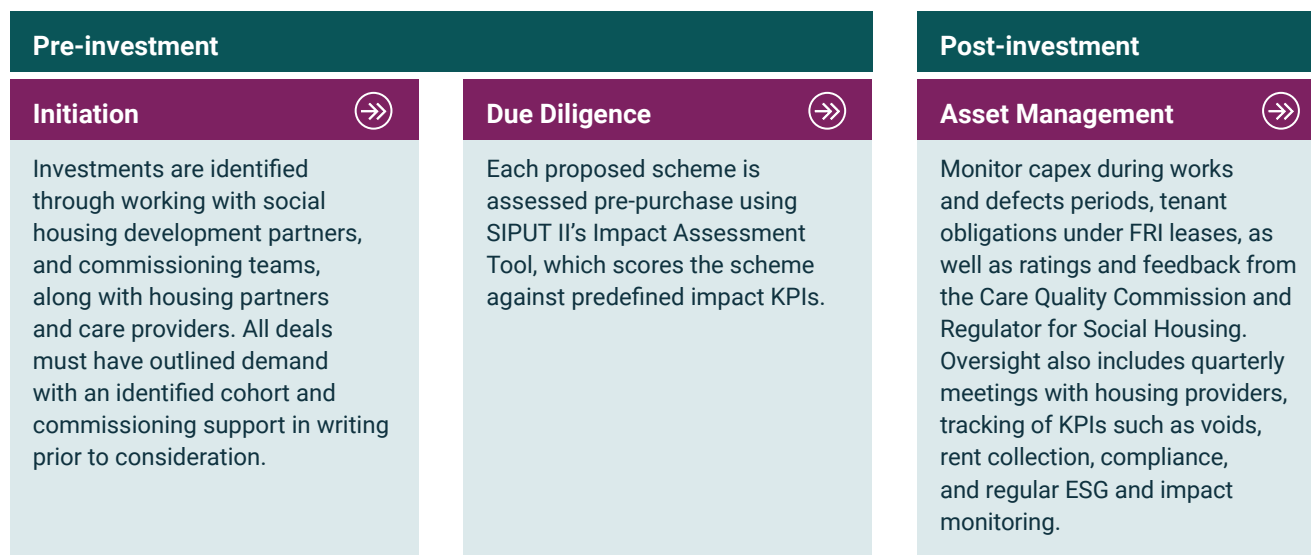 Pre-investment
Initiation
Investments are identified
through working with social
housing development partners,
and commissioning teams,
along with housing partners
and care providers. All deals
must have outlined demand
with an identified cohort and
commissioning support in writing
prior to consideration.
Due Diligence
Each proposed scheme is
assessed pre-purchase using
SIPUT II's Impact Assessment
Tool, which scores the scheme
against predefined impact KPIs.
Post-investment
Asset Management
Monitor capex during works
and defects periods, tenant
obligations under FRI leases, as
well as ratings and feedback from
the Care Quality Commission and
Regulator for Social Housing.
Oversight also includes quarterly
meetings with housing providers,
tracking of KPIs such as voids,
rent collection, compliance,
and regular ESG and impact
monitoring.